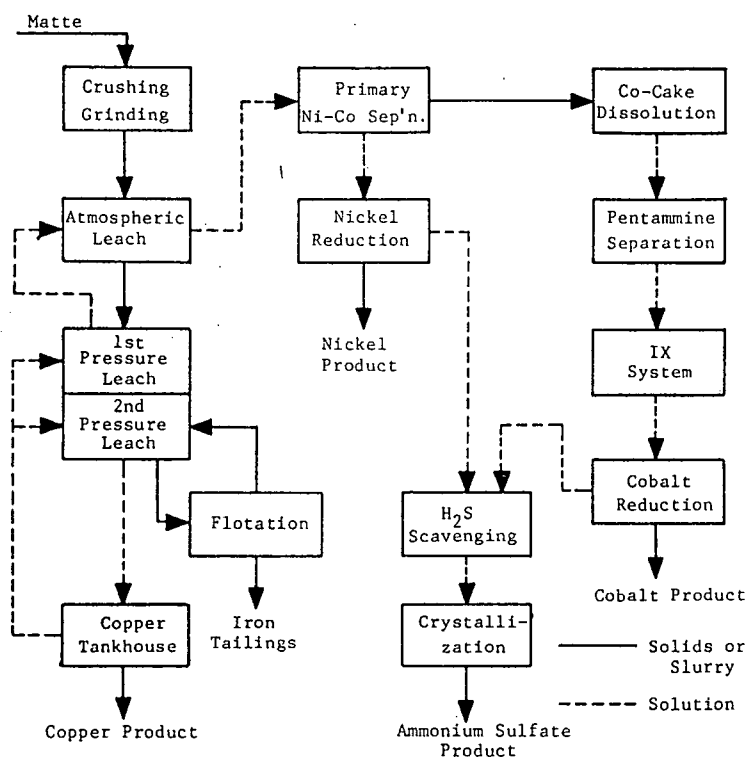 Matte
Crushing
Grinding
Primary
Ni-Co Sep'n.
Co-Cake
Dissolution
Atmospheric
Leach
Nickel
Reduction
Pentammine
Separation
1st
Pressure
Leach
2nd
Pressure
Leach
Nickel
Product
IX
System
Flotation
H2S
Scavenging
Cobalt
Reduction
Copper
Tankhouse
Iron
Tailings
Crystalli-
zation
Cobalt Product
Solids or
Slurry
Solution
Copper Product
Ammonium Sulfate
Product